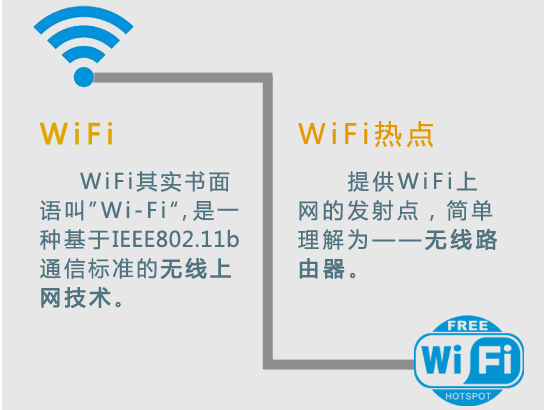 WiFi
WiFi其实书面
语叫”Wi-Fi“,是一
种基于IEEE802.11b
通信标准的无线上
网技术。
WiFi热点
提供WiFi上
网的发射点，简单
理解为——无线路
由器。
FREE
WiFi
HOTSPOT